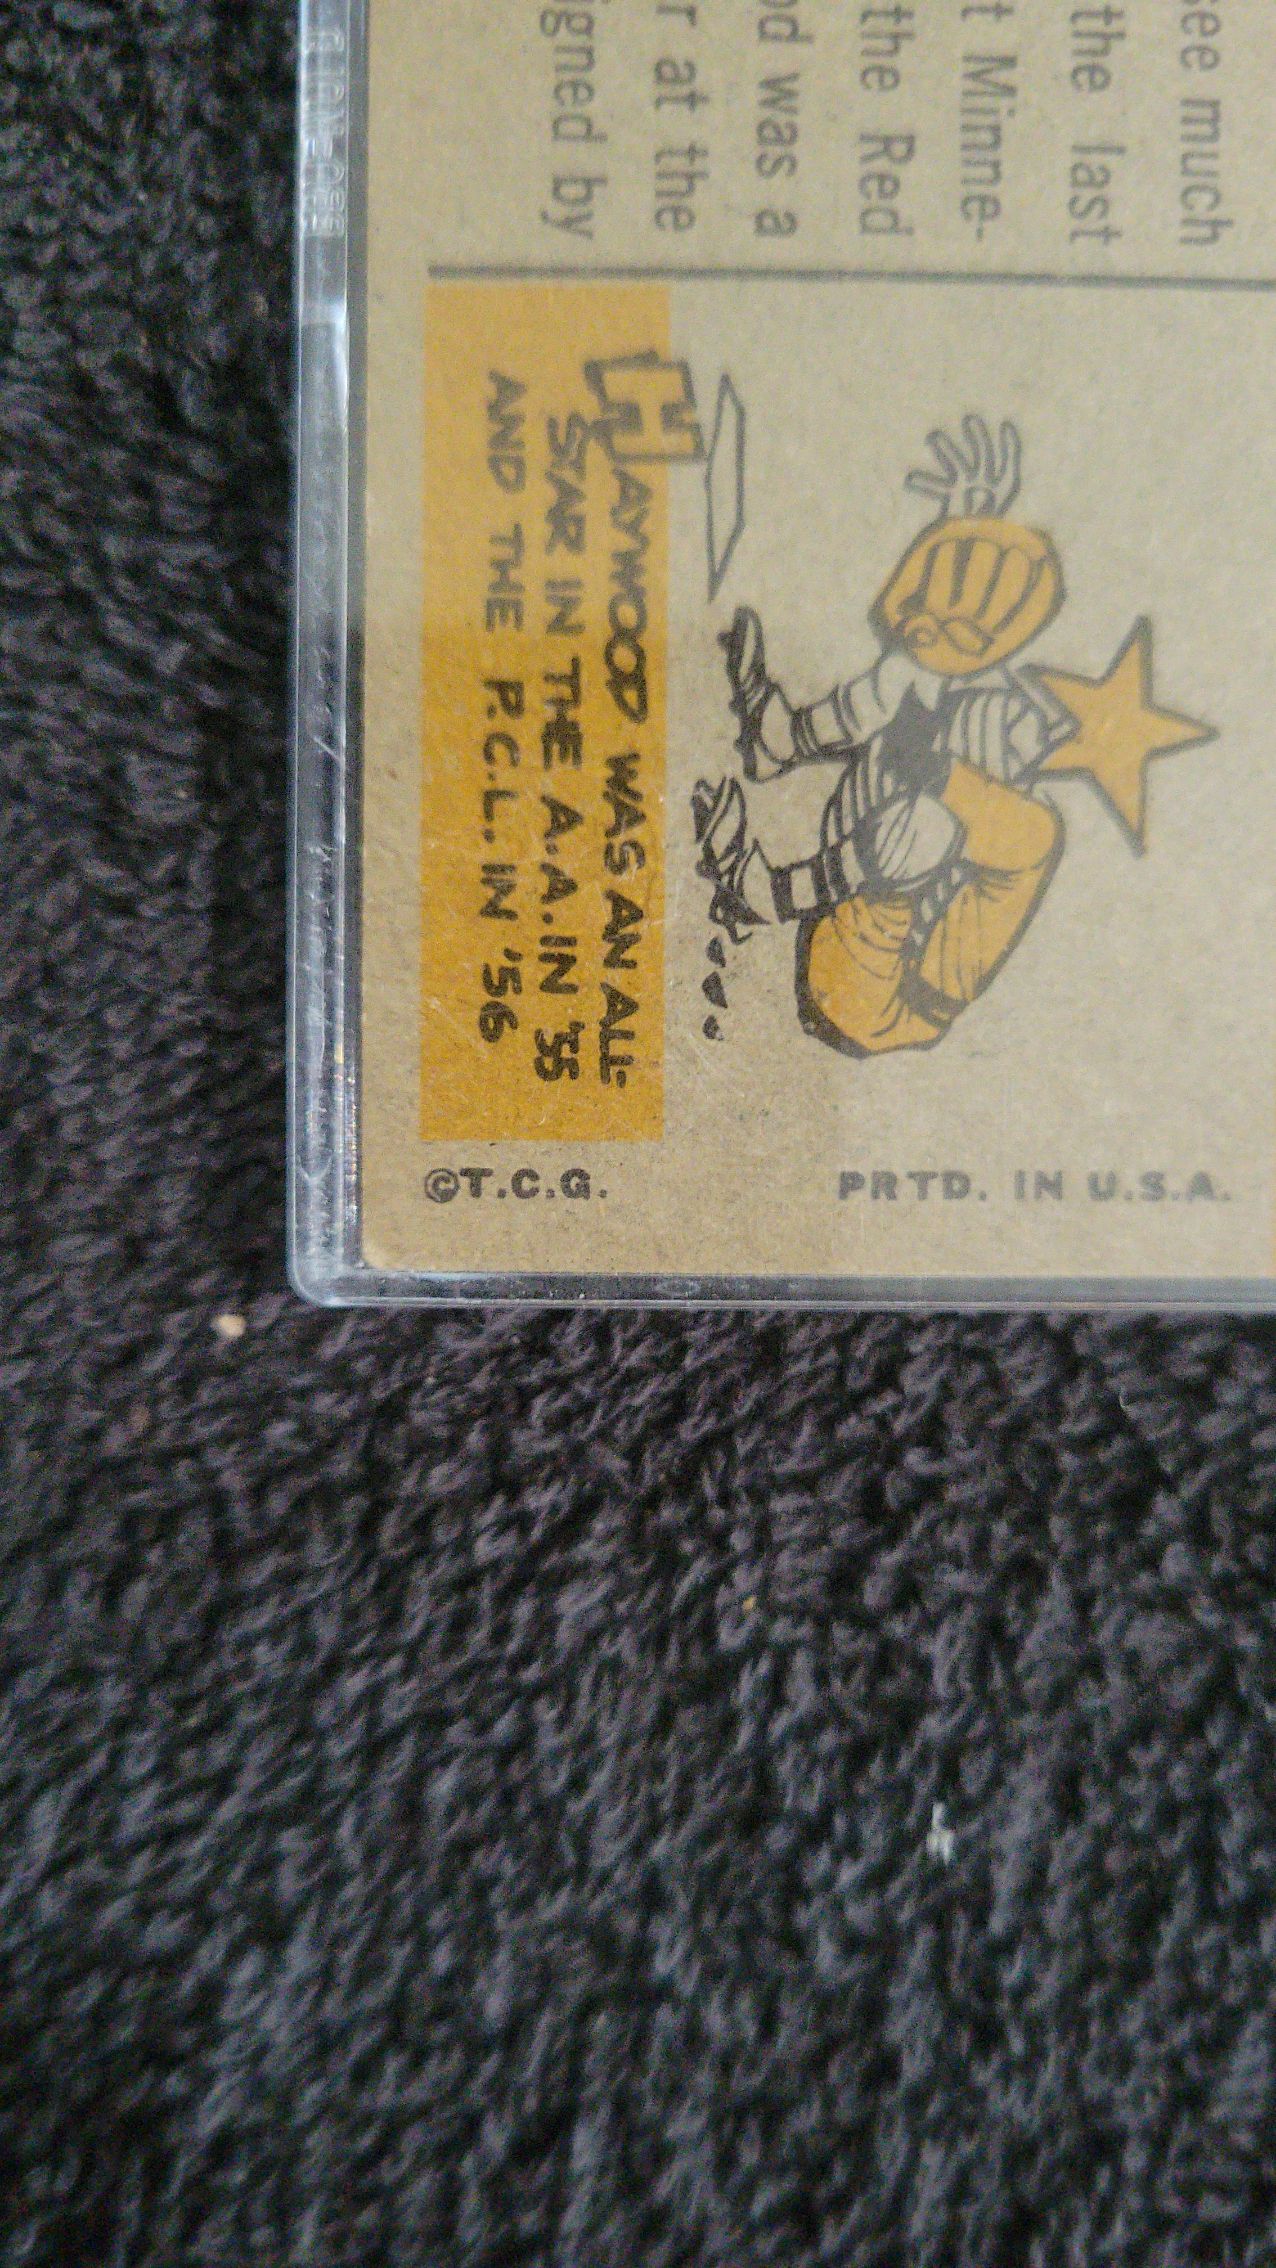 see much
the last
t Minne-
the Red
od was a
r at the
igned by
HAYWOOD WAS AN ALL-
STAR IN THE A.A. IN '55
AND THE P.C.L. IN '56
©T.C.G.
PRTD. IN U.S.A.